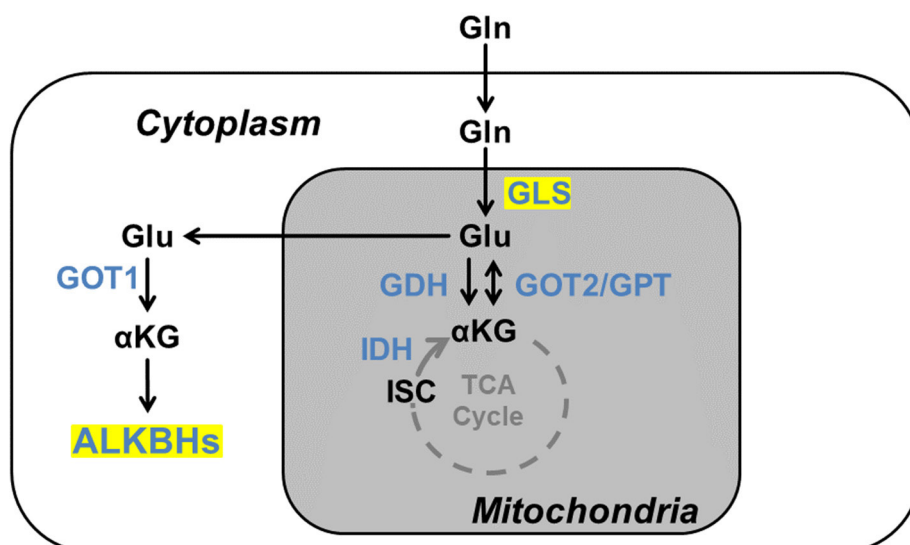 Gln
Cytoplasm
Gln
GLS
Glu
Glu
GOT1
GDH
GOT2/GPT
αKG
αKG
IDH
ISC
TCA
Cycle
ALKBHs
Mitochondria